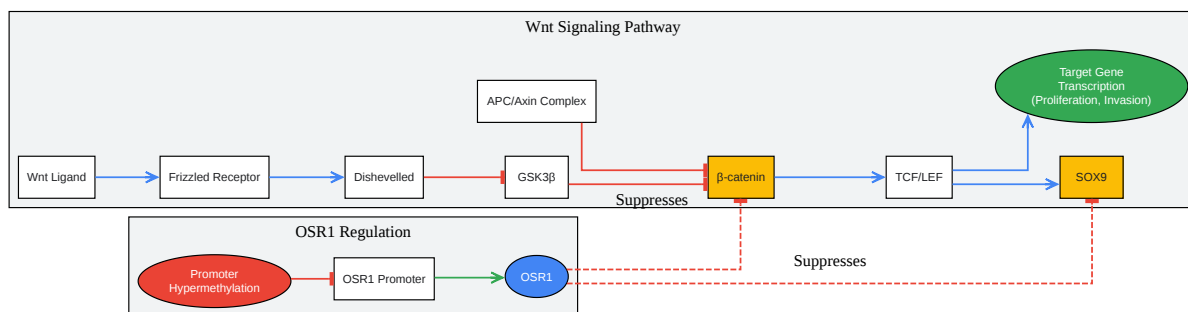 Wnt Signaling Pathway
Target Gene
Transcription
(Proliferation, Invasion)
APC/Axin Complex
Wnt Ligand
Frizzled Receptor
Dishevelled
GSK3β
β-catenin
TCF/LEF
SOX9
Suppresses
OSR1 Regulation
Suppresses
Promoter
Hypermethylation
OSR1 Promoter
OSR1